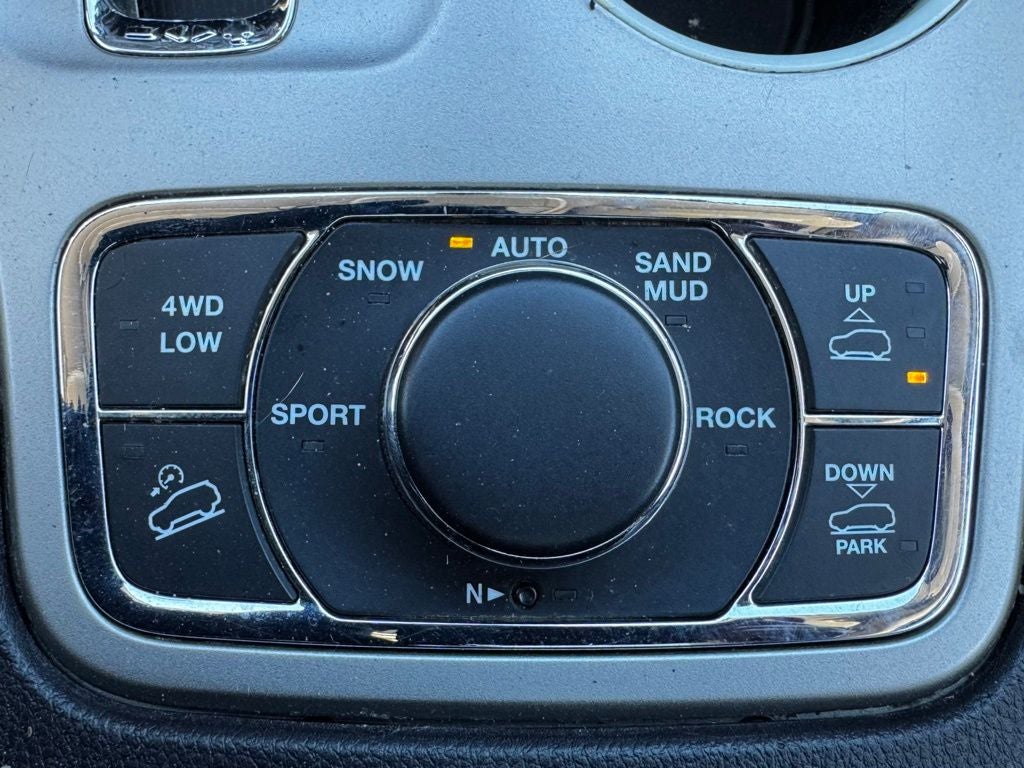 4WD
LOW
SNOW
AUTO
SAND
MUD
SPORT
ROCK
N
UP
DOWN
PARK